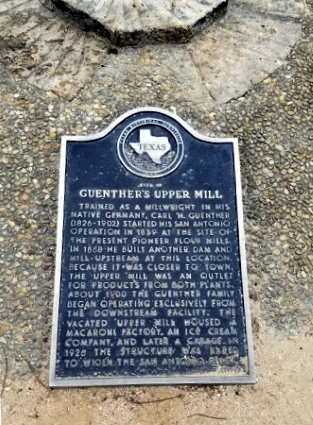 TEXAS
SITE OF
GUENTHER'S UPPER MILL
TRAINED AS A MILLWRIGHT IN HIS
NATIVE GERMANY, CARL H. GUENTHER
(1826-1902) STARTED HIS SAN ANTONIO
OPERATION IN 1859 AT THE SITE OF
THE PRESENT PIONEER FLOUR MILLS.
IN 1868 HE BUILT ANOTHER DAM AND
MILL UPSTREAM AT THIS LOCATION.
BECAUSE IT WAS CLOSER TO TOWN,
THE UPPER MILL WAS AN OUTLET
FOR PRODUCTS FROM BOTH PLANTS.
ABOUT 1900 THE GUENTHER FAMILY
BEGAN OPERATING EXCLUSIVELY FROM
THE DOWNSTREAM FACILITY. THE
VACATED UPPER MILL HOUSED A
MACARONI FACTORY, AN ICE CREAM
COMPANY, AND LATER A GARAGE. IN
1926 THE STRUCTURE WAS RAZED
TO WIDEN THE SAN ANTONIO